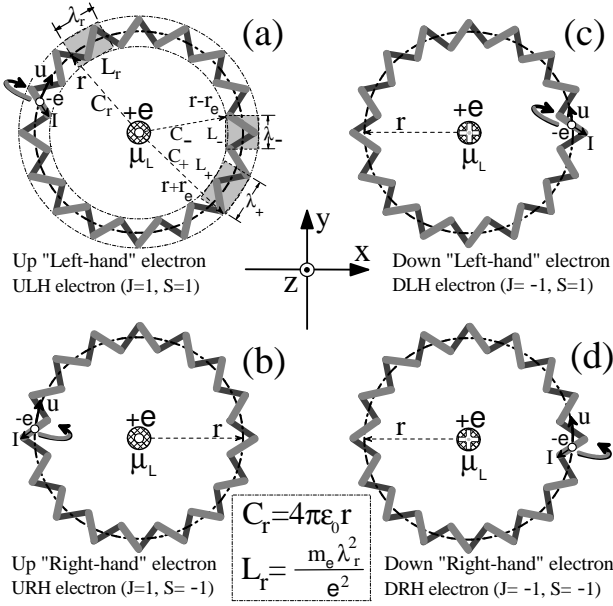 (a)
λr
Lr
r
Cr
u
-e
I
+e
μL
r-re
C-
L-
λ-
C+
L+
r+re
λ+
Up "Left-hand" electron
ULH electron (J=1, S=1)
(c)
+e
μL
r
u
-e
I
Down "Left-hand" electron
DLH electron (J= -1, S=1)
y
x
z
(b)
u
-e
I
+e
μL
r
Up "Right-hand" electron
URH electron (J=1, S= -1)
(d)
+e
μL
r
u
-e
I
Down "Right-hand" electron
DRH electron (J= -1, S= -1)
Cr=4πε0r
Lr= meλr²/e²